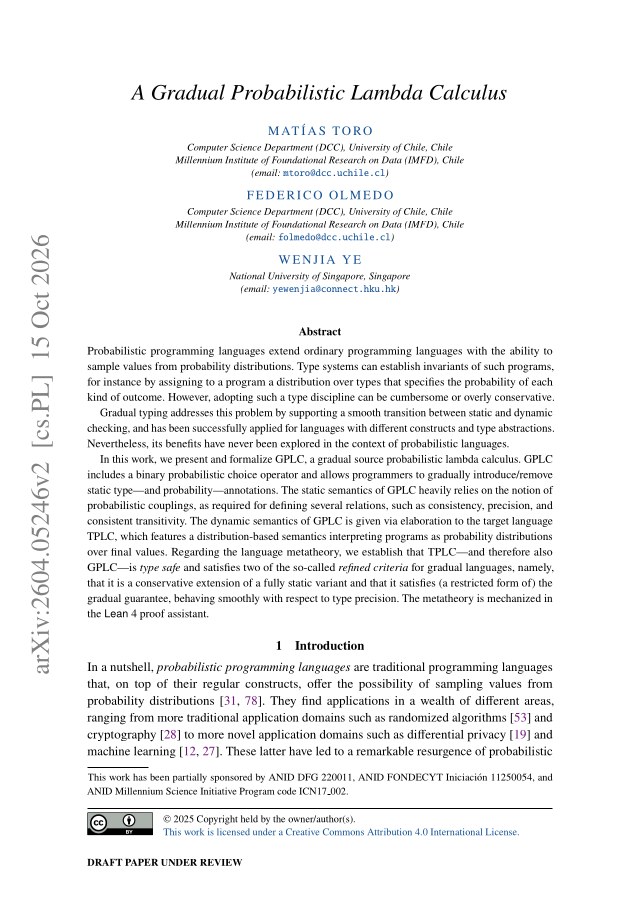 A Gradual Probabilistic Lambda Calculus
MATÍAS TORO
Computer Science Department (DCC), University of Chile, Chile
Millennium Institute of Foundational Research on Data (IMFD), Chile
(email: mtoro@dcc.uchile.cl)
FEDERICO OLMEDO
Computer Science Department (DCC), University of Chile, Chile
Millennium Institute of Foundational Research on Data (IMFD), Chile
(email: folmedo@dcc.uchile.cl)
WENJIA YE
National University of Singapore, Singapore
(email: yewenjia@connect.hku.hk)
Abstract
Probabilistic programming languages extend ordinary programming languages with the ability to
sample values from probability distributions. Type systems can establish invariants of such programs,
for instance by assigning to a program a distribution over types that specifies the probability of each
kind of outcome. However, adopting such a type discipline can be cumbersome or overly conservative.
Gradual typing addresses this problem by supporting a smooth transition between static and dynamic
checking, and has been successfully applied for languages with different constructs and type abstractions.
Nevertheless, its benefits have never been explored in the context of probabilistic languages.
In this work, we present and formalize GPLC, a gradual source probabilistic lambda calculus. GPLC
includes a binary probabilistic choice operator and allows programmers to gradually introduce/remove
static type—and probability—annotations. The static semantics of GPLC heavily relies on the notion of
probabilistic couplings, as required for defining several relations, such as consistency, precision, and
consistent transitivity. The dynamic semantics of GPLC is given via elaboration to the target language
TPLC, which features a distribution-based semantics interpreting programs as probability distributions
over final values. Regarding the language metatheory, we establish that TPLC—and therefore also
GPLC—is type safe and satisfies two of the so-called refined criteria for gradual languages, namely,
that it is a conservative extension of a fully static variant and that it satisfies (a restricted form of) the
gradual guarantee, behaving smoothly with respect to type precision. The metatheory is mechanized in
the Lean 4 proof assistant.
1 Introduction
In a nutshell, probabilistic programming languages are traditional programming languages
that, on top of their regular constructs, offer the possibility of sampling values from
probability distributions [31, 78]. They find applications in a wealth of different areas,
ranging from more traditional application domains such as randomized algorithms [53] and
cryptography [28] to more novel application domains such as differential privacy [19] and
machine learning [12, 27]. These latter have led to a remarkable resurgence of probabilistic
This work has been partially sponsored by ANID DFG 220011, ANID FONDECYT Iniciación 11250054, and
ANID Millennium Science Initiative Program code ICN17_002.
cc BY
© 2025 Copyright held by the owner/author(s).
This work is licensed under a Creative Commons Attribution 4.0 International License.
DRAFT PAPER UNDER REVIEW
arXiv:2604.05246v2 [cs.PL] 15 Oct 2026